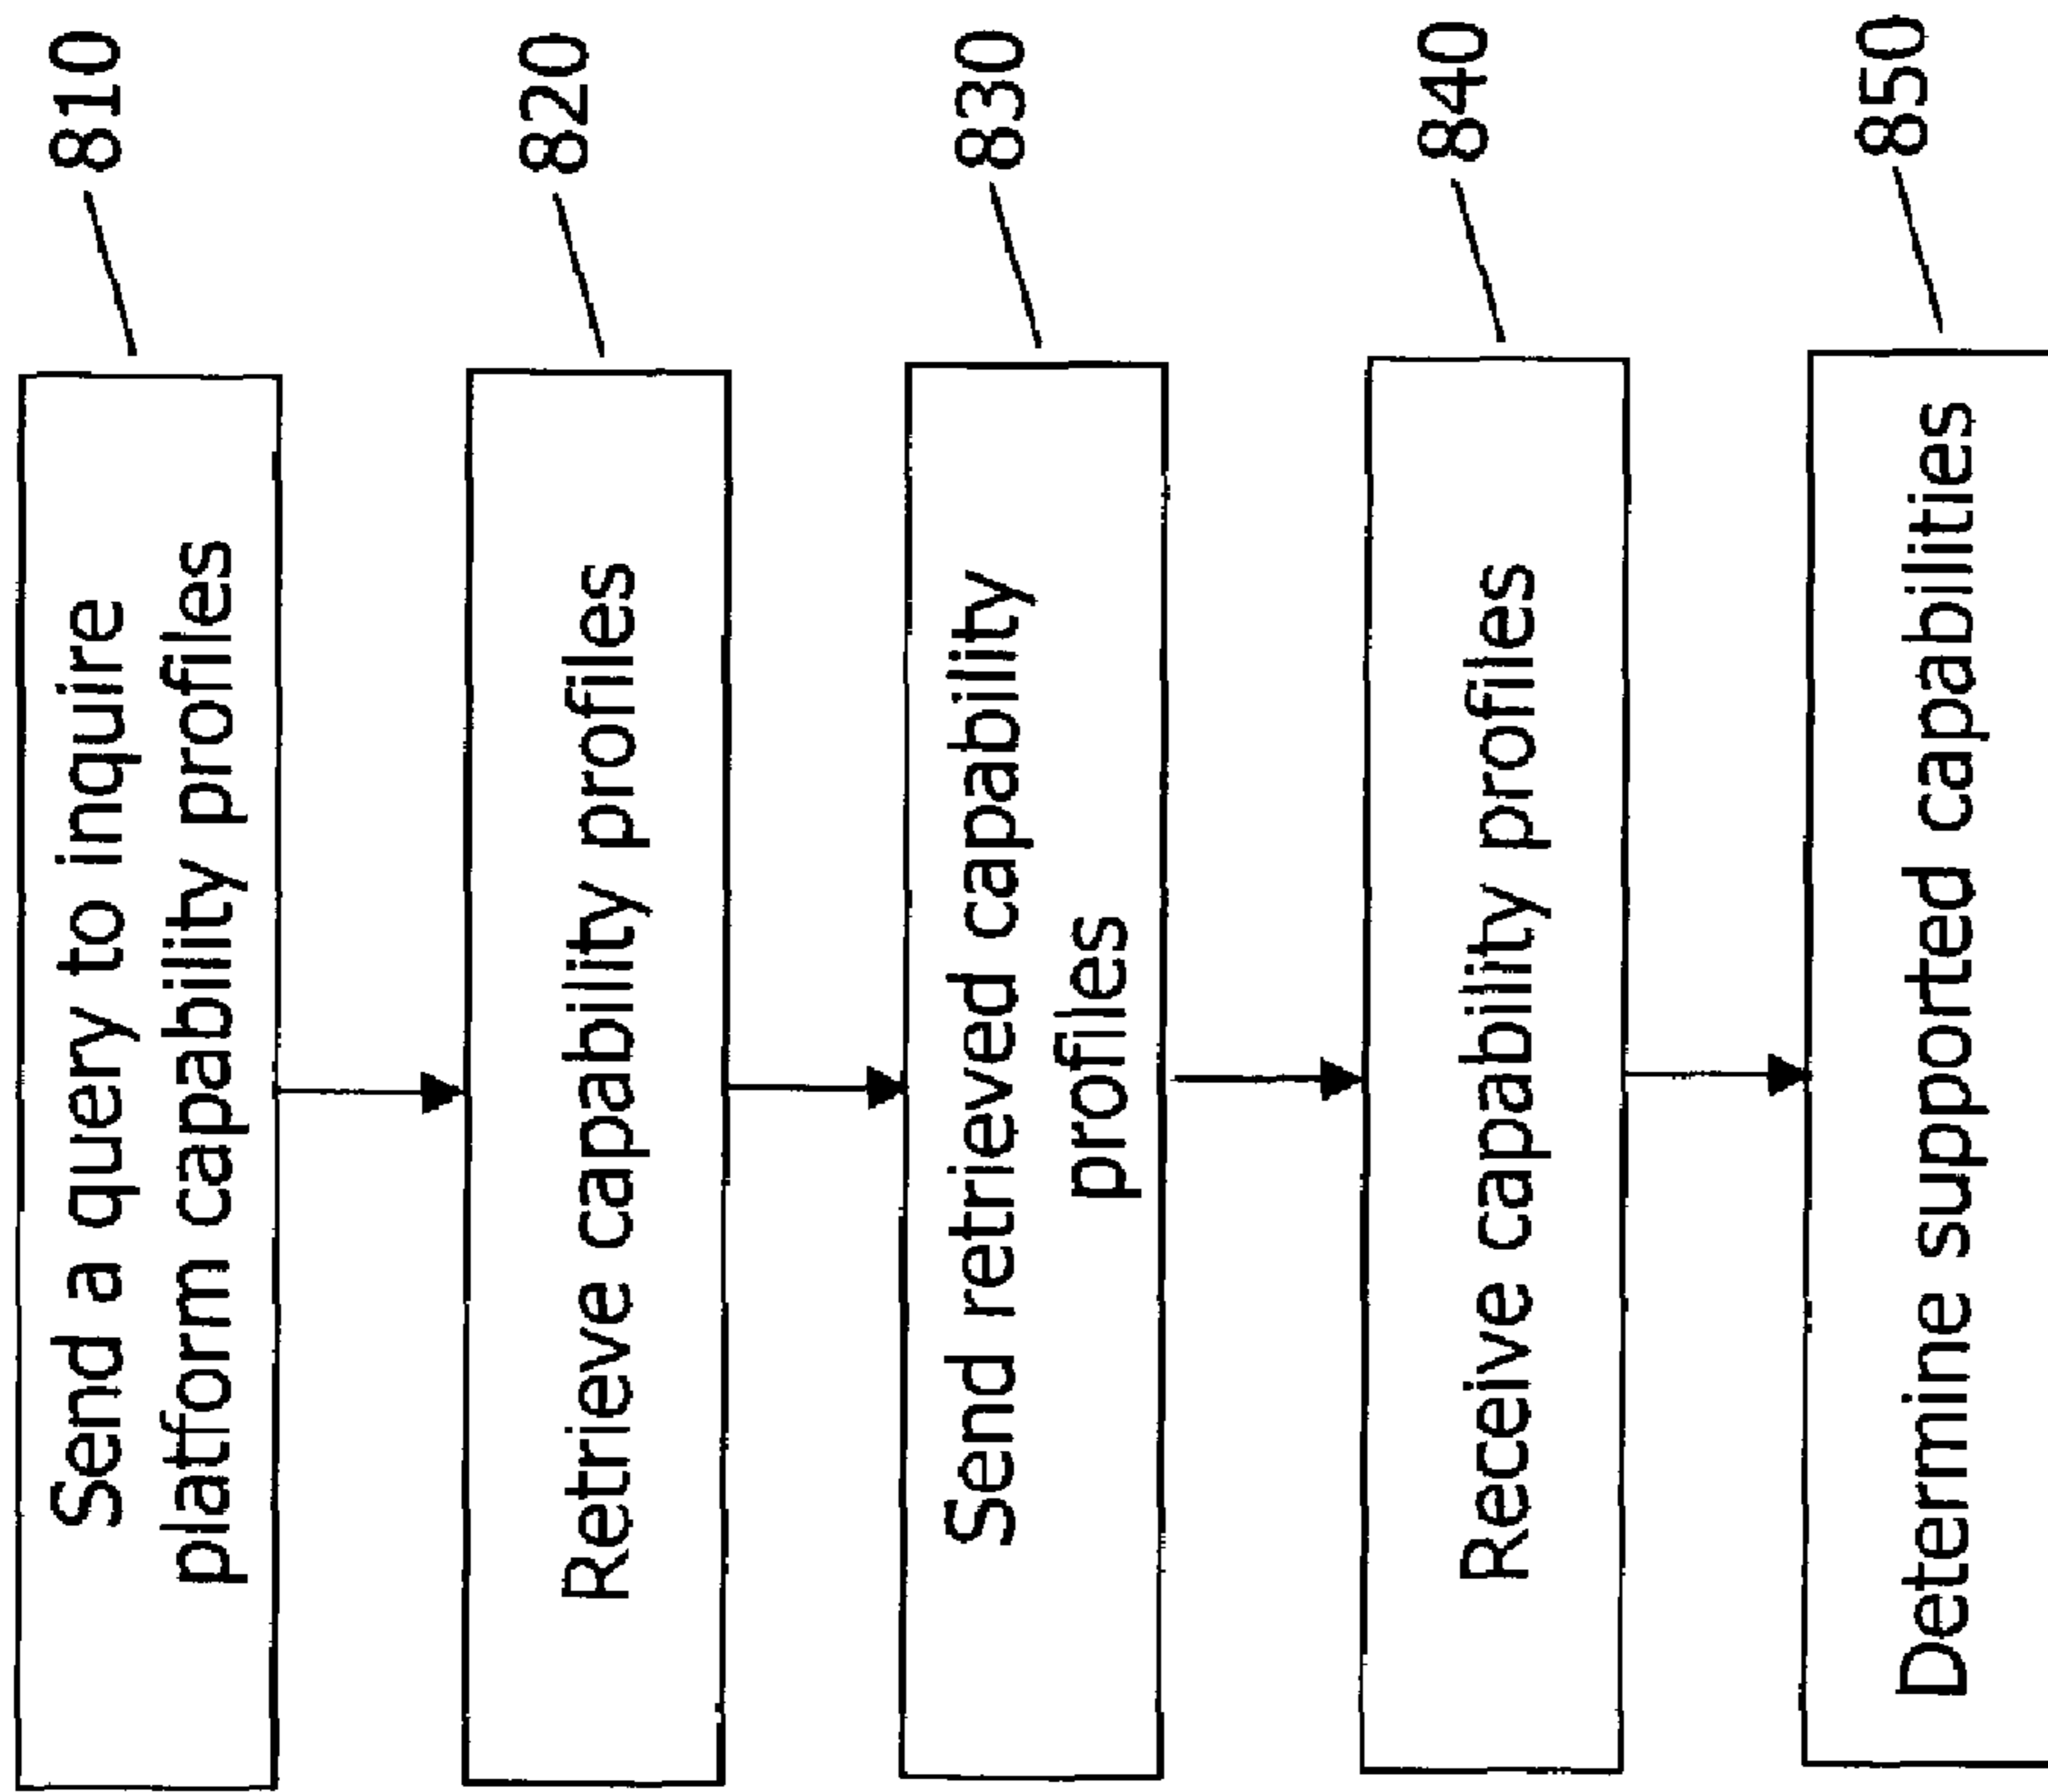 Send a query to inquire
platform capability profiles
810
Retrieve capability profiles
820
Send retrieved capability
profiles
830
Receive capability profiles
840
Determine supported capabilities
850